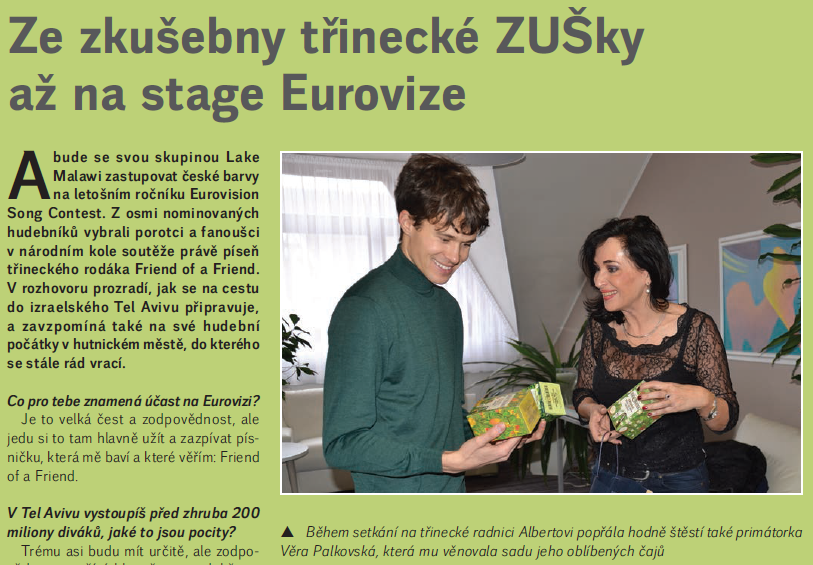 Ze zkušebny třinecké ZUŠky
až na stage Eurovize
A bude se svou skupinou Lake
Malawi zastupovat české barvy
na letošním ročníku Eurovision
Song Contest. Z osmi nominovaných
hudebníků vybrali porotci a fanoušci
v národním kole soutěže právě píseň
třineckého rodáka Friend of a Friend.
V rozhovoru prozradí, jak se na cestu
do izraelského Tel Avivu připravuje,
a zavzpomíná také na své hudební
počátky v hutnickém městě, do kterého
se stále rád vrací.
Co pro tebe znamená účast na Eurovizi?
Je to velká čest a zodpovědnost, ale
jedu si to tam hlavně užít a zazpívat pís-
ničku, která mě baví a které věřím: Friend
of a Friend.
V Tel Avivu vystoupíš před zhruba 200
miliony diváků, jaké to jsou pocity?
Trému asi budu mít určitě, ale zodpo-
▲ Během setkání na třinecké radnici Albertovi popřála hodně štěstí také primátorka
Věra Palkovská, která mu věnovala sadu jeho oblíbených čajů